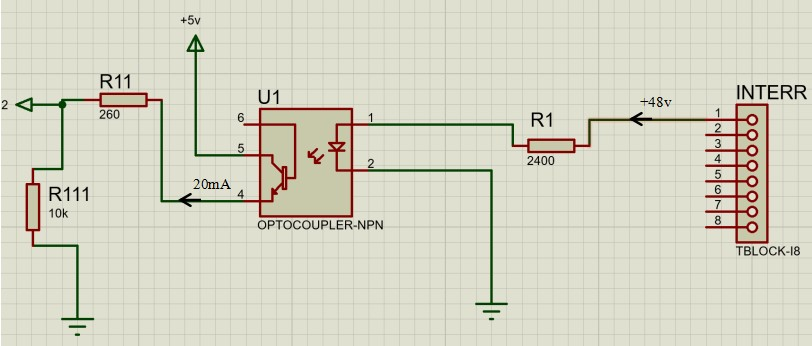 +5v
R11
260
2
R111
10k
20mA
U1
6
5
4
1
2
OPTOCOUPLER-NPN
R1
2400
+48v
INTERR
1
2
3
4
5
6
7
8
TBLOCK-I8